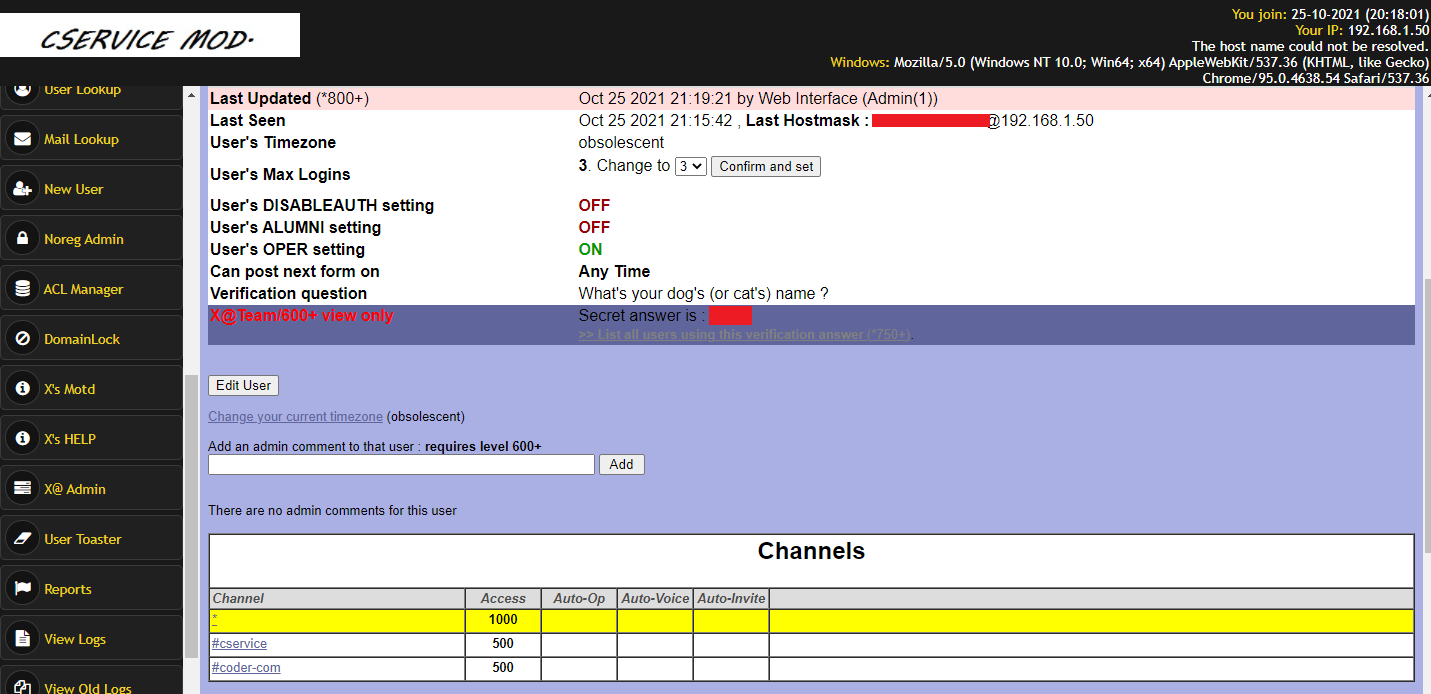 CSERVICE MOD.
You join: 25-10-2021 (20:18:01)
Your IP: 192.168.1.50
The host name could not be resolved.
Windows: Mozilla/5.0 (Windows NT 10.0; Win64; x64) AppleWebKit/537.36 (KHTML, like Gecko)
Chrome/95.0.4638.54 Safari/537.36
User Lookup
Mail Lookup
New User
Noreg Admin
ACL Manager
DomainLock
X's Motd
X's HELP
X@ Admin
User Toaster
Reports
View Logs
View Old Logs
Last Updated (*800+) Oct 25 2021 21:19:21 by Web Interface (Admin(1))
Last Seen Oct 25 2021 21:15:42 , Last Hostmask : @192.168.1.50
User's Timezone obsolescent
User's Max Logins 3. Change to 3 Confirm and set
User's DISABLEAUTH setting OFF
User's ALUMNI setting OFF
User's OPER setting ON
Can post next form on Any Time
Verification question What's your dog's (or cat's) name ?
X@Team/600+ view only Secret answer is :
>> List all users using this verification answer (*750+).
Edit User
Change your current timezone (obsolescent)
Add an admin comment to that user : requires level 600+
Add
There are no admin comments for this user
Channels
Channel Access Auto-Op Auto-Voice Auto-Invite
* 1000
#cservice 500
#coder-com 500